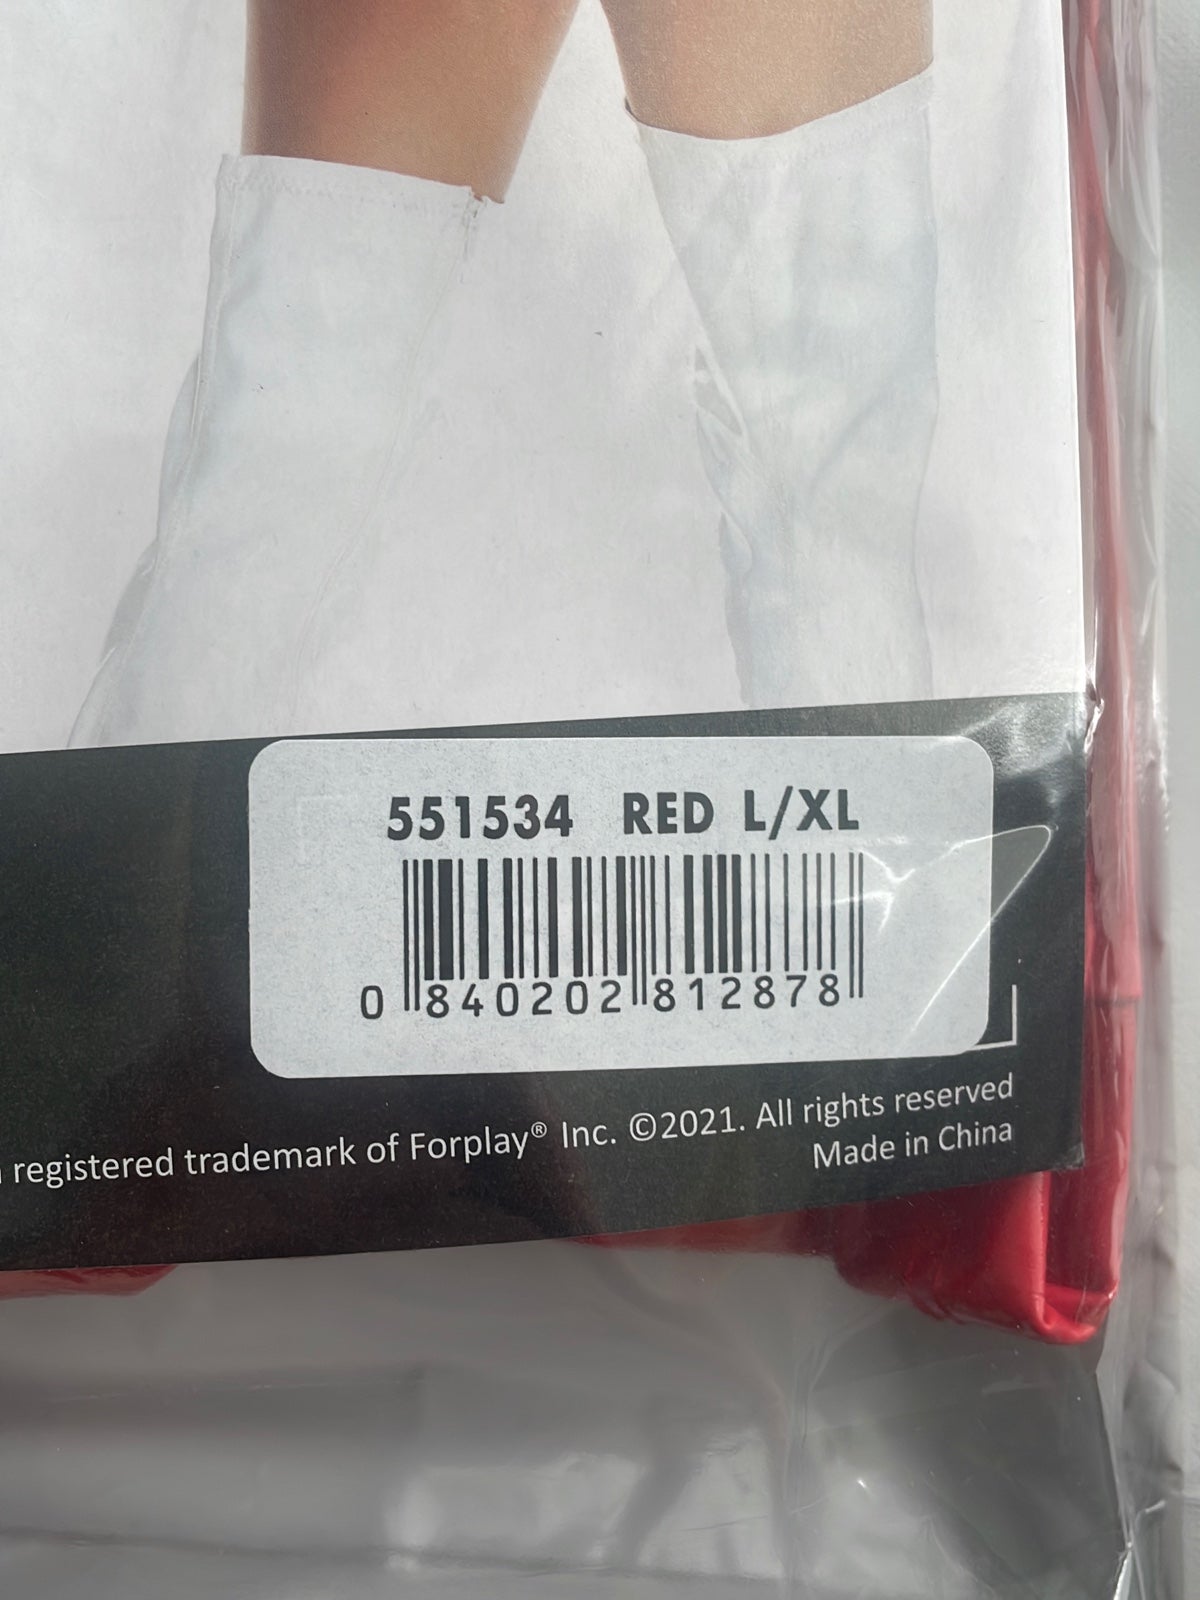 551534 RED L/XL
0 840202 812878
registered trademark of Forplay® Inc. ©2021. All rights reserved
Made in China